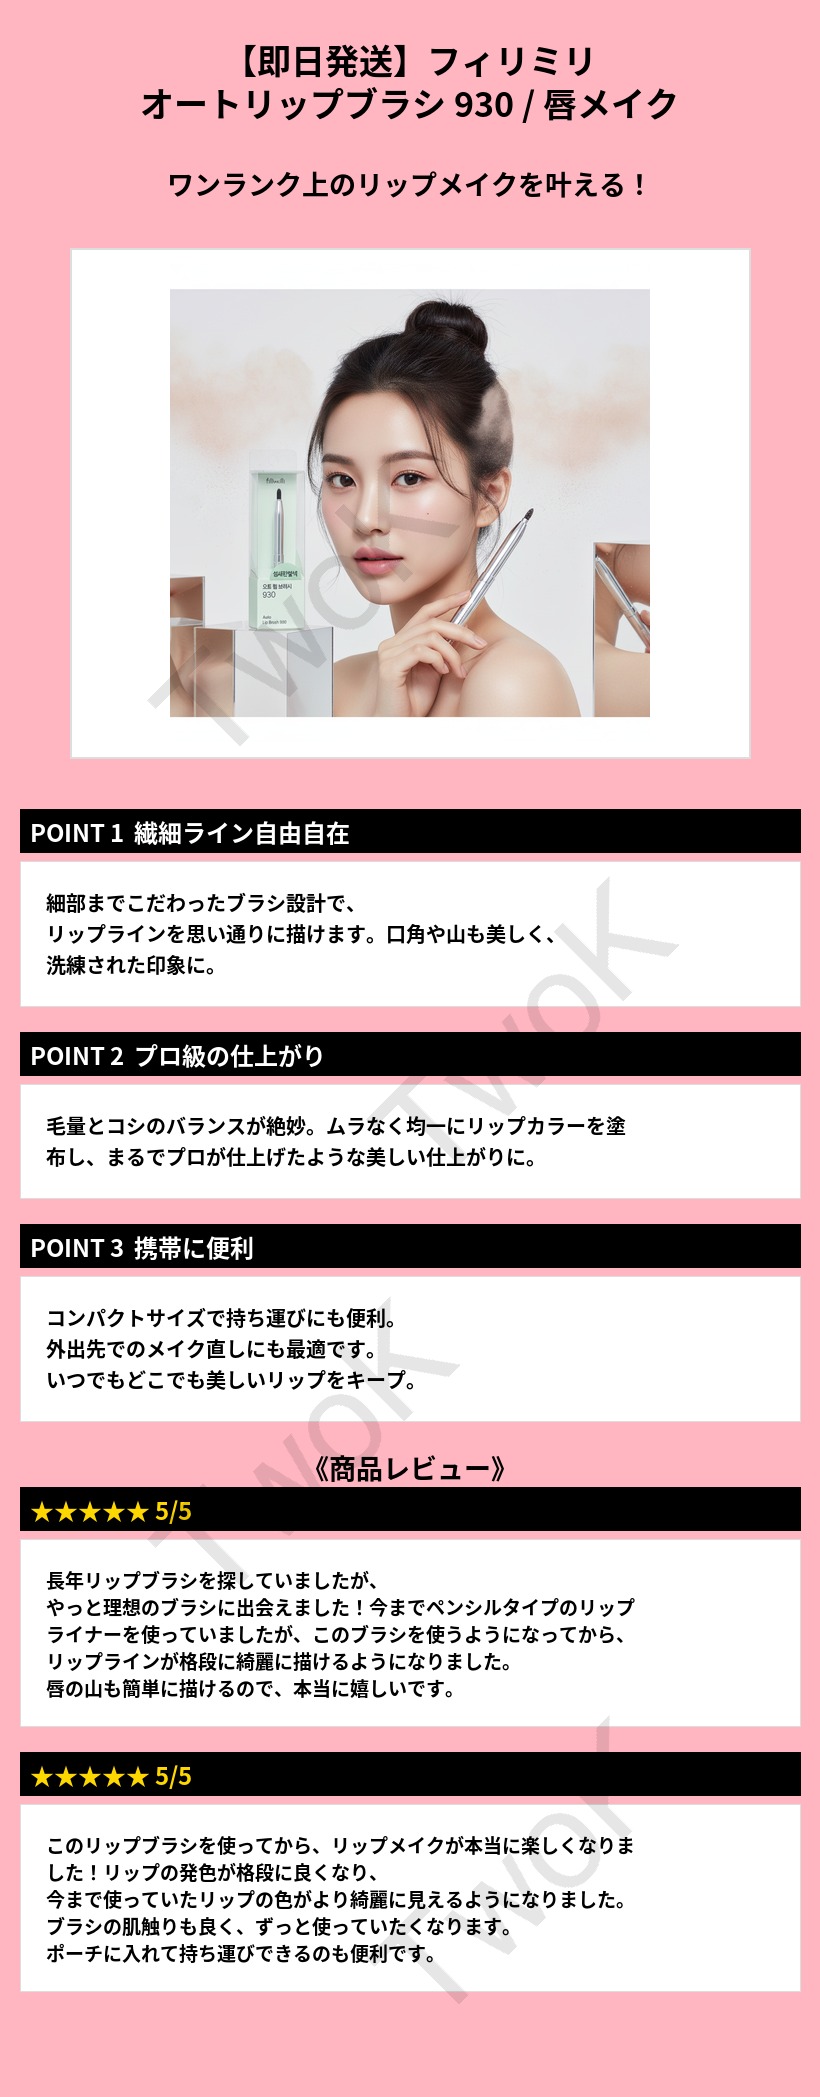 【即日発送】フィリミリ
オートリップブラシ 930 / 唇メイク
ワンランク上のリップメイクを叶える！
fillimilli
섬세한발색
오토 립 브러시
930
Auto
Lip Brush 930
TwoK
POINT 1 繊細ライン自由自在
細部までこだわったブラシ設計で、
リップラインを思い通りに描けます。口角や山も美しく、
洗練された印象に。
TwoK
POINT 2 プロ級の仕上がり
毛量とコシのバランスが絶妙。ムラなく均一にリップカラーを塗
布し、まるでプロが仕上げたような美しい仕上がりに。
POINT 3 携帯に便利
コンパクトサイズで持ち運びにも便利。
外出先でのメイク直しにも最適です。
いつでもどこでも美しいリップをキープ。
TwoK
《商品レビュー》
★★★★★ 5/5
長年リップブラシを探していましたが、
やっと理想のブラシに出会えました！今までペンシルタイプのリップ
ライナーを使っていましたが、このブラシを使うようになってから、
リップラインが格段に綺麗に描けるようになりました。
唇の山も簡単に描けるので、本当に嬉しいです。
★★★★★ 5/5
このリップブラシを使ってから、リップメイクが本当に楽しくなりま
した！リップの発色が格段に良くなり、
今まで使っていたリップの色がより綺麗に見えるようになりました。
ブラシの肌触りも良く、ずっと使っていたくなります。
ポーチに入れて持ち運びできるのも便利です。
TwoK